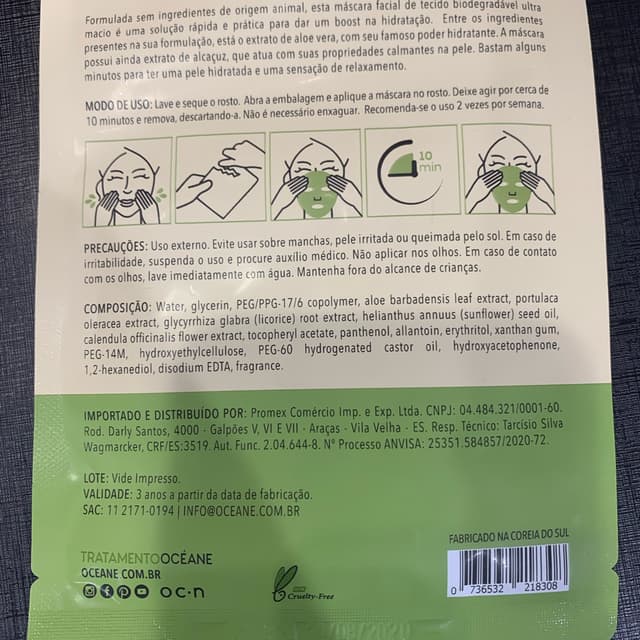 Formulada sem ingredientes de origem animal, esta máscara facial de tecido biodegradável ultra
macio é uma solução rápida e prática para dar um boost na hidratação. Entre os ingredientes
presentes na sua formulação, está o extrato de aloe vera, com seu famoso poder hidratante. A máscara
possui ainda extrato de alcaçuz, que atua com suas propriedades calmantes na pele. Bastam alguns
minutos para ter uma pele hidratada e uma sensação de relaxamento.
MODO DE USO: Lave e seque o rosto. Abra a embalagem e aplique a máscara no rosto. Deixe agir por cerca de
10 minutos e remova, descartando-a. Não é necessário enxaguar. Recomenda-se o uso 2 vezes por semana.
10
min
PRECAUÇÕES: Uso externo. Evite usar sobre manchas, pele irritada ou queimada pelo sol. Em caso de
irritabilidade, suspenda o uso e procure auxílio médico. Não aplicar nos olhos. Em caso de contato
com os olhos, lave imediatamente com água. Mantenha fora do alcance de crianças.
COMPOSIÇÃO: Water, glycerin, PEG/PPG-17/6 copolymer, aloe barbadensis leaf extract, portulaca
oleracea extract, glycyrrhiza glabra (licorice) root extract, helianthus annuus (sunflower) seed oil,
calendula officinalis flower extract, tocopheryl acetate, panthenol, allantoin, erythritol, xanthan gum,
PEG-14M, hydroxyethylcellulose, PEG-60 hydrogenated castor oil, hydroxyacetophenone,
1,2-hexanediol, disodium EDTA, fragrance.
IMPORTADO E DISTRIBUÍDO POR: Promex Comércio Imp. e Exp. Ltda. CNPJ: 04.484.321/0001-60.
Rod. Darly Santos, 4000 - Galpões V, VI E VII - Araças - Vila Velha - ES. Resp. Técnico: Tarcísio Silva
Wagmarcker, CRF/ES:3519. Aut. Func. 2.04.644-8. N° Processo ANVISA: 25351.584857/2020-72.
LOTE: Vide Impresso.
VALIDADE: 3 anos a partir da data de fabricação.
SAC: 11 2171-0194 | INFO@OCEANE.COM.BR
FABRICADO NA COREIA DO SUL
TRATAMENTOOCÉANE
OCEANE.COM.BR
oc-n
Cruelty-Free
0 736532 218308